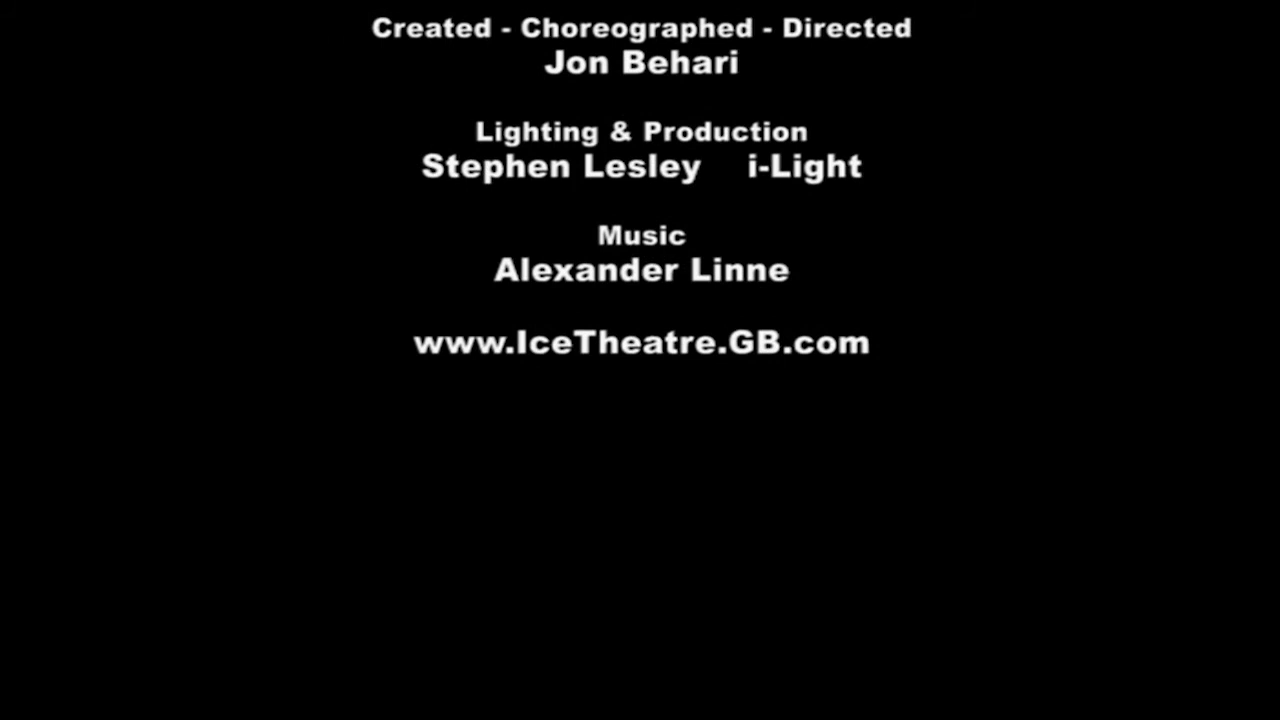 Created - Choreographed - Directed
Jon Behari
Lighting & Production
Stephen Lesley i-Light
Music
Alexander Linne
www.IceTheatre.GB.com